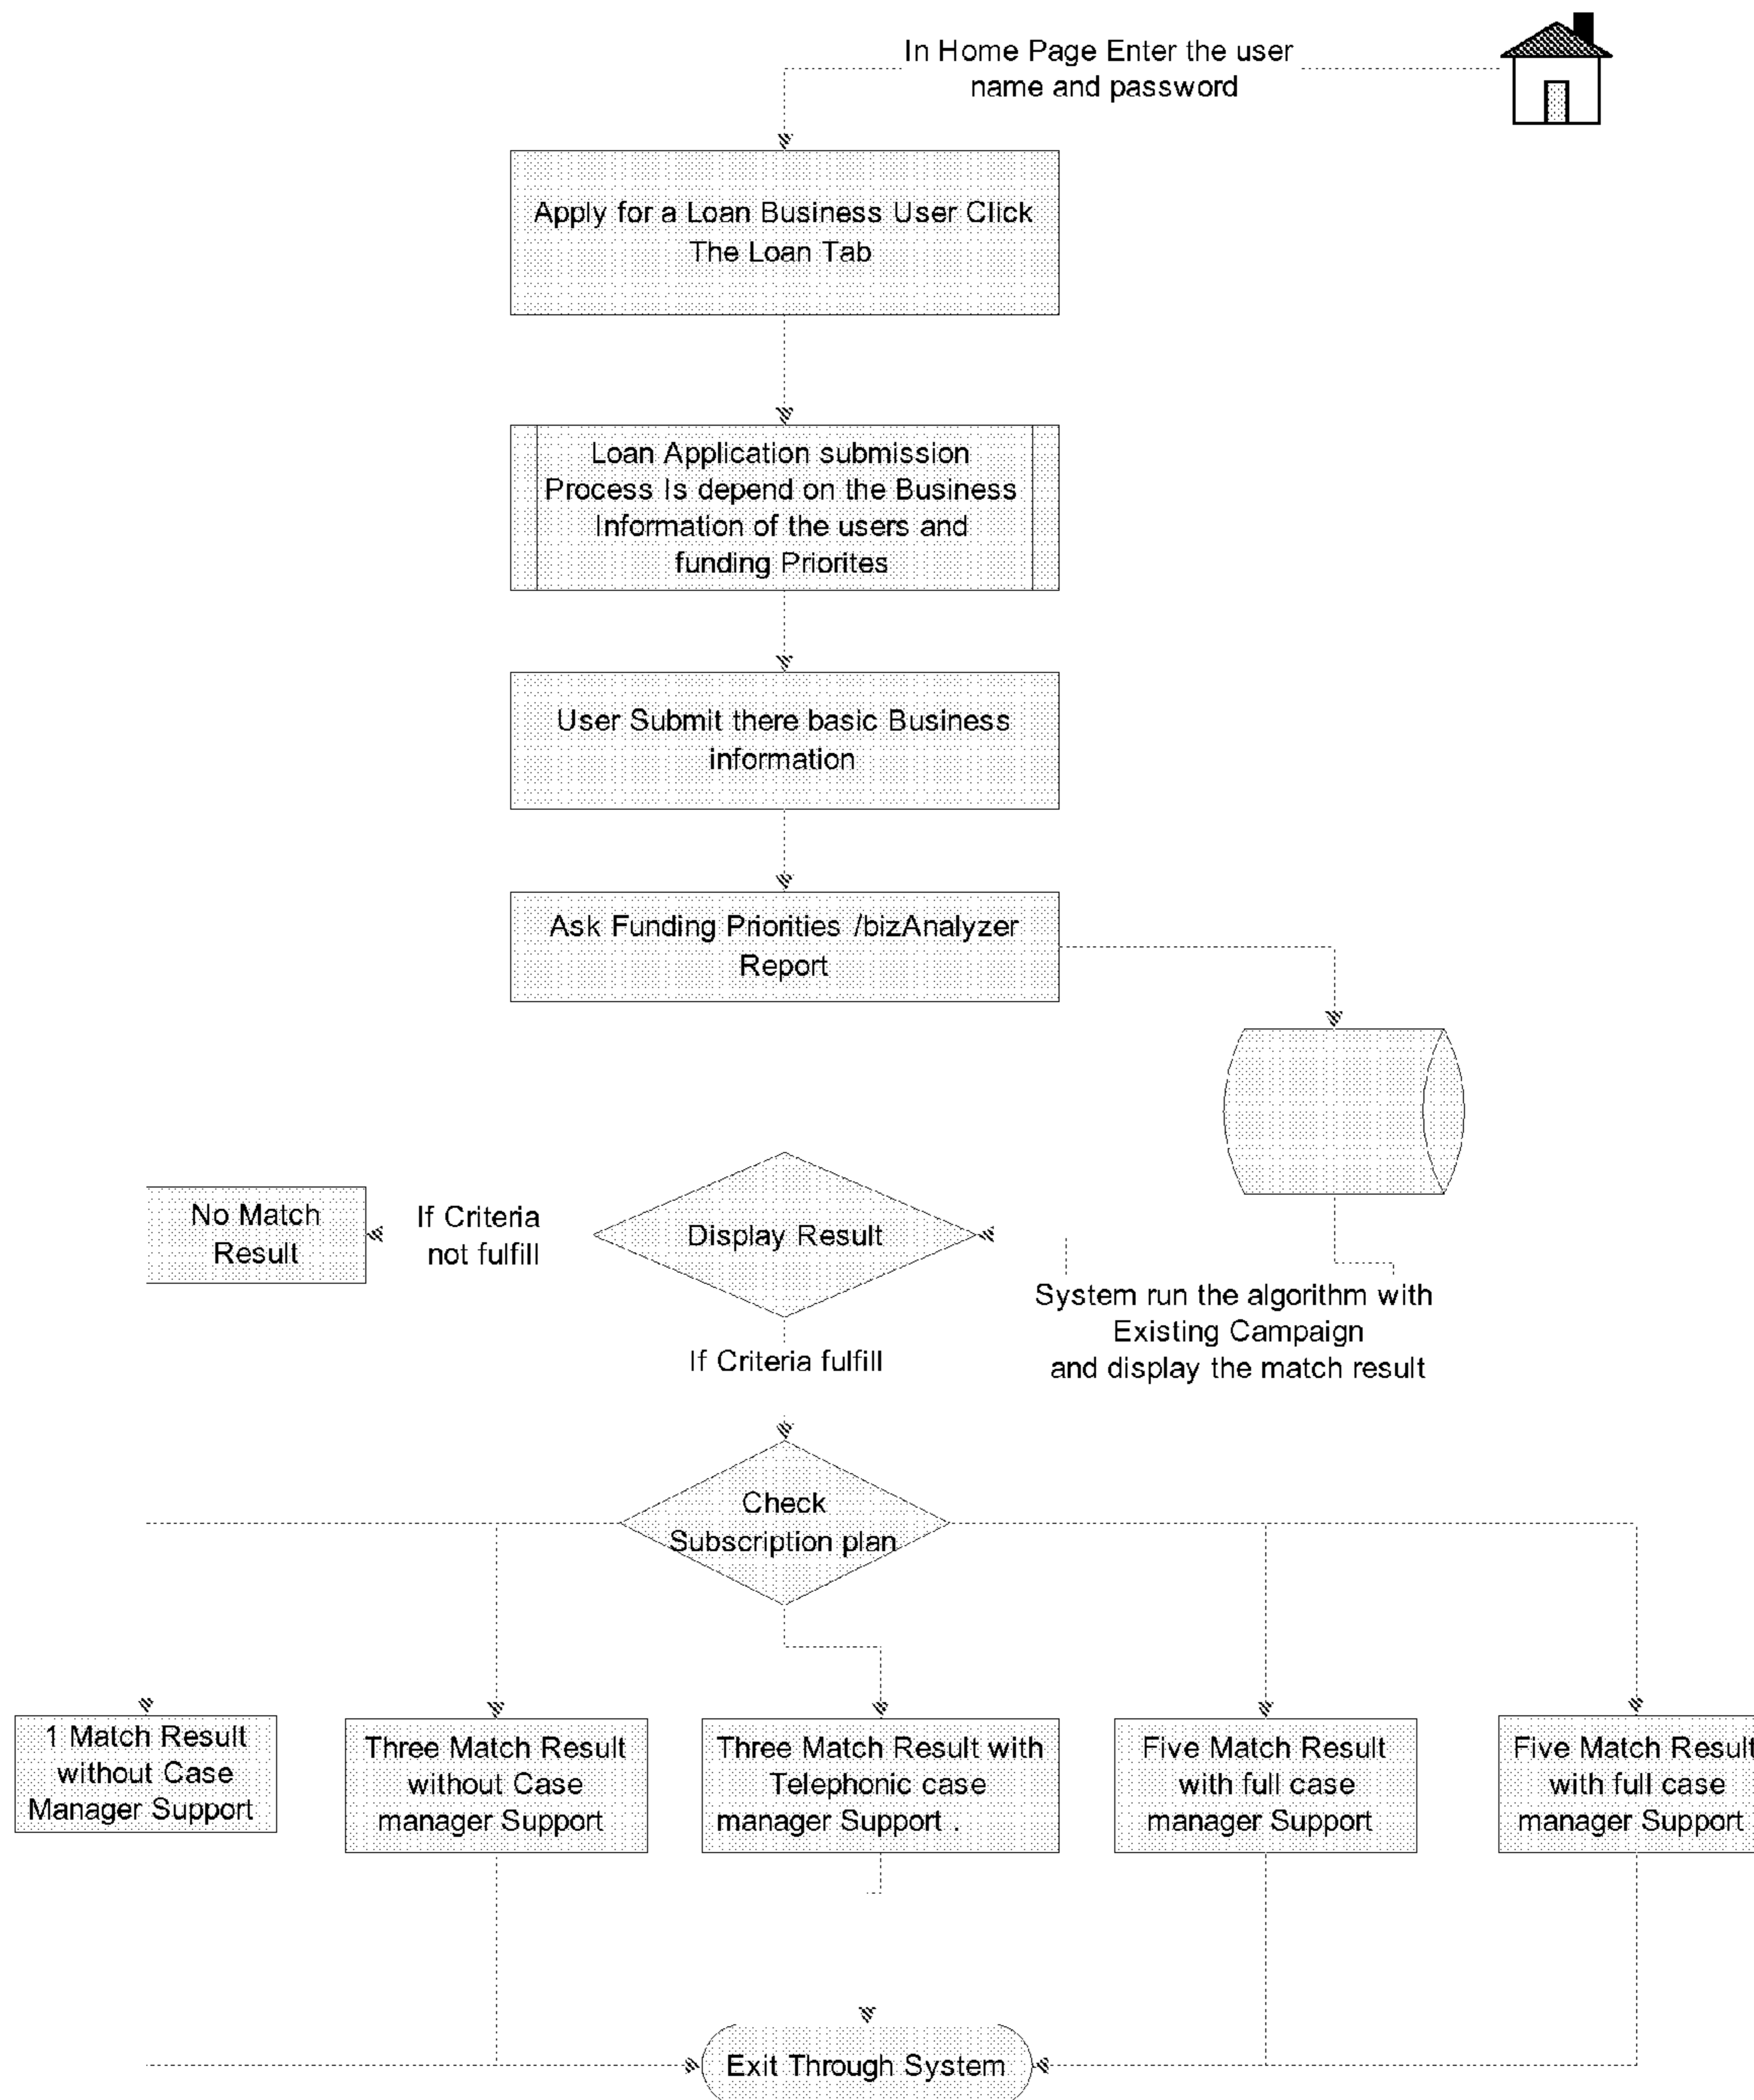 In Home Page Enter the user
name and password
Apply for a Loan Business User Click
The Loan Tab
Loan Application submission
Process Is depend on the Business
Information of the users and
funding Priorites
User Submit there basic Business
information
Ask Funding Priorities /bizAnalyzer
Report
No Match
Result
If Criteria
not fulfill
Display Result
System run the algorithm with
Existing Campaign
and display the match result
If Criteria fulfill
Check
Subscription plan
1 Match Result
without Case
Manager Support
Three Match Result
without Case
manager Support
Three Match Result with
Telephonic case
manager Support .
Five Match Result
with full case
manager Support
Five Match Result
with full case
manager Support .
Exit Through System